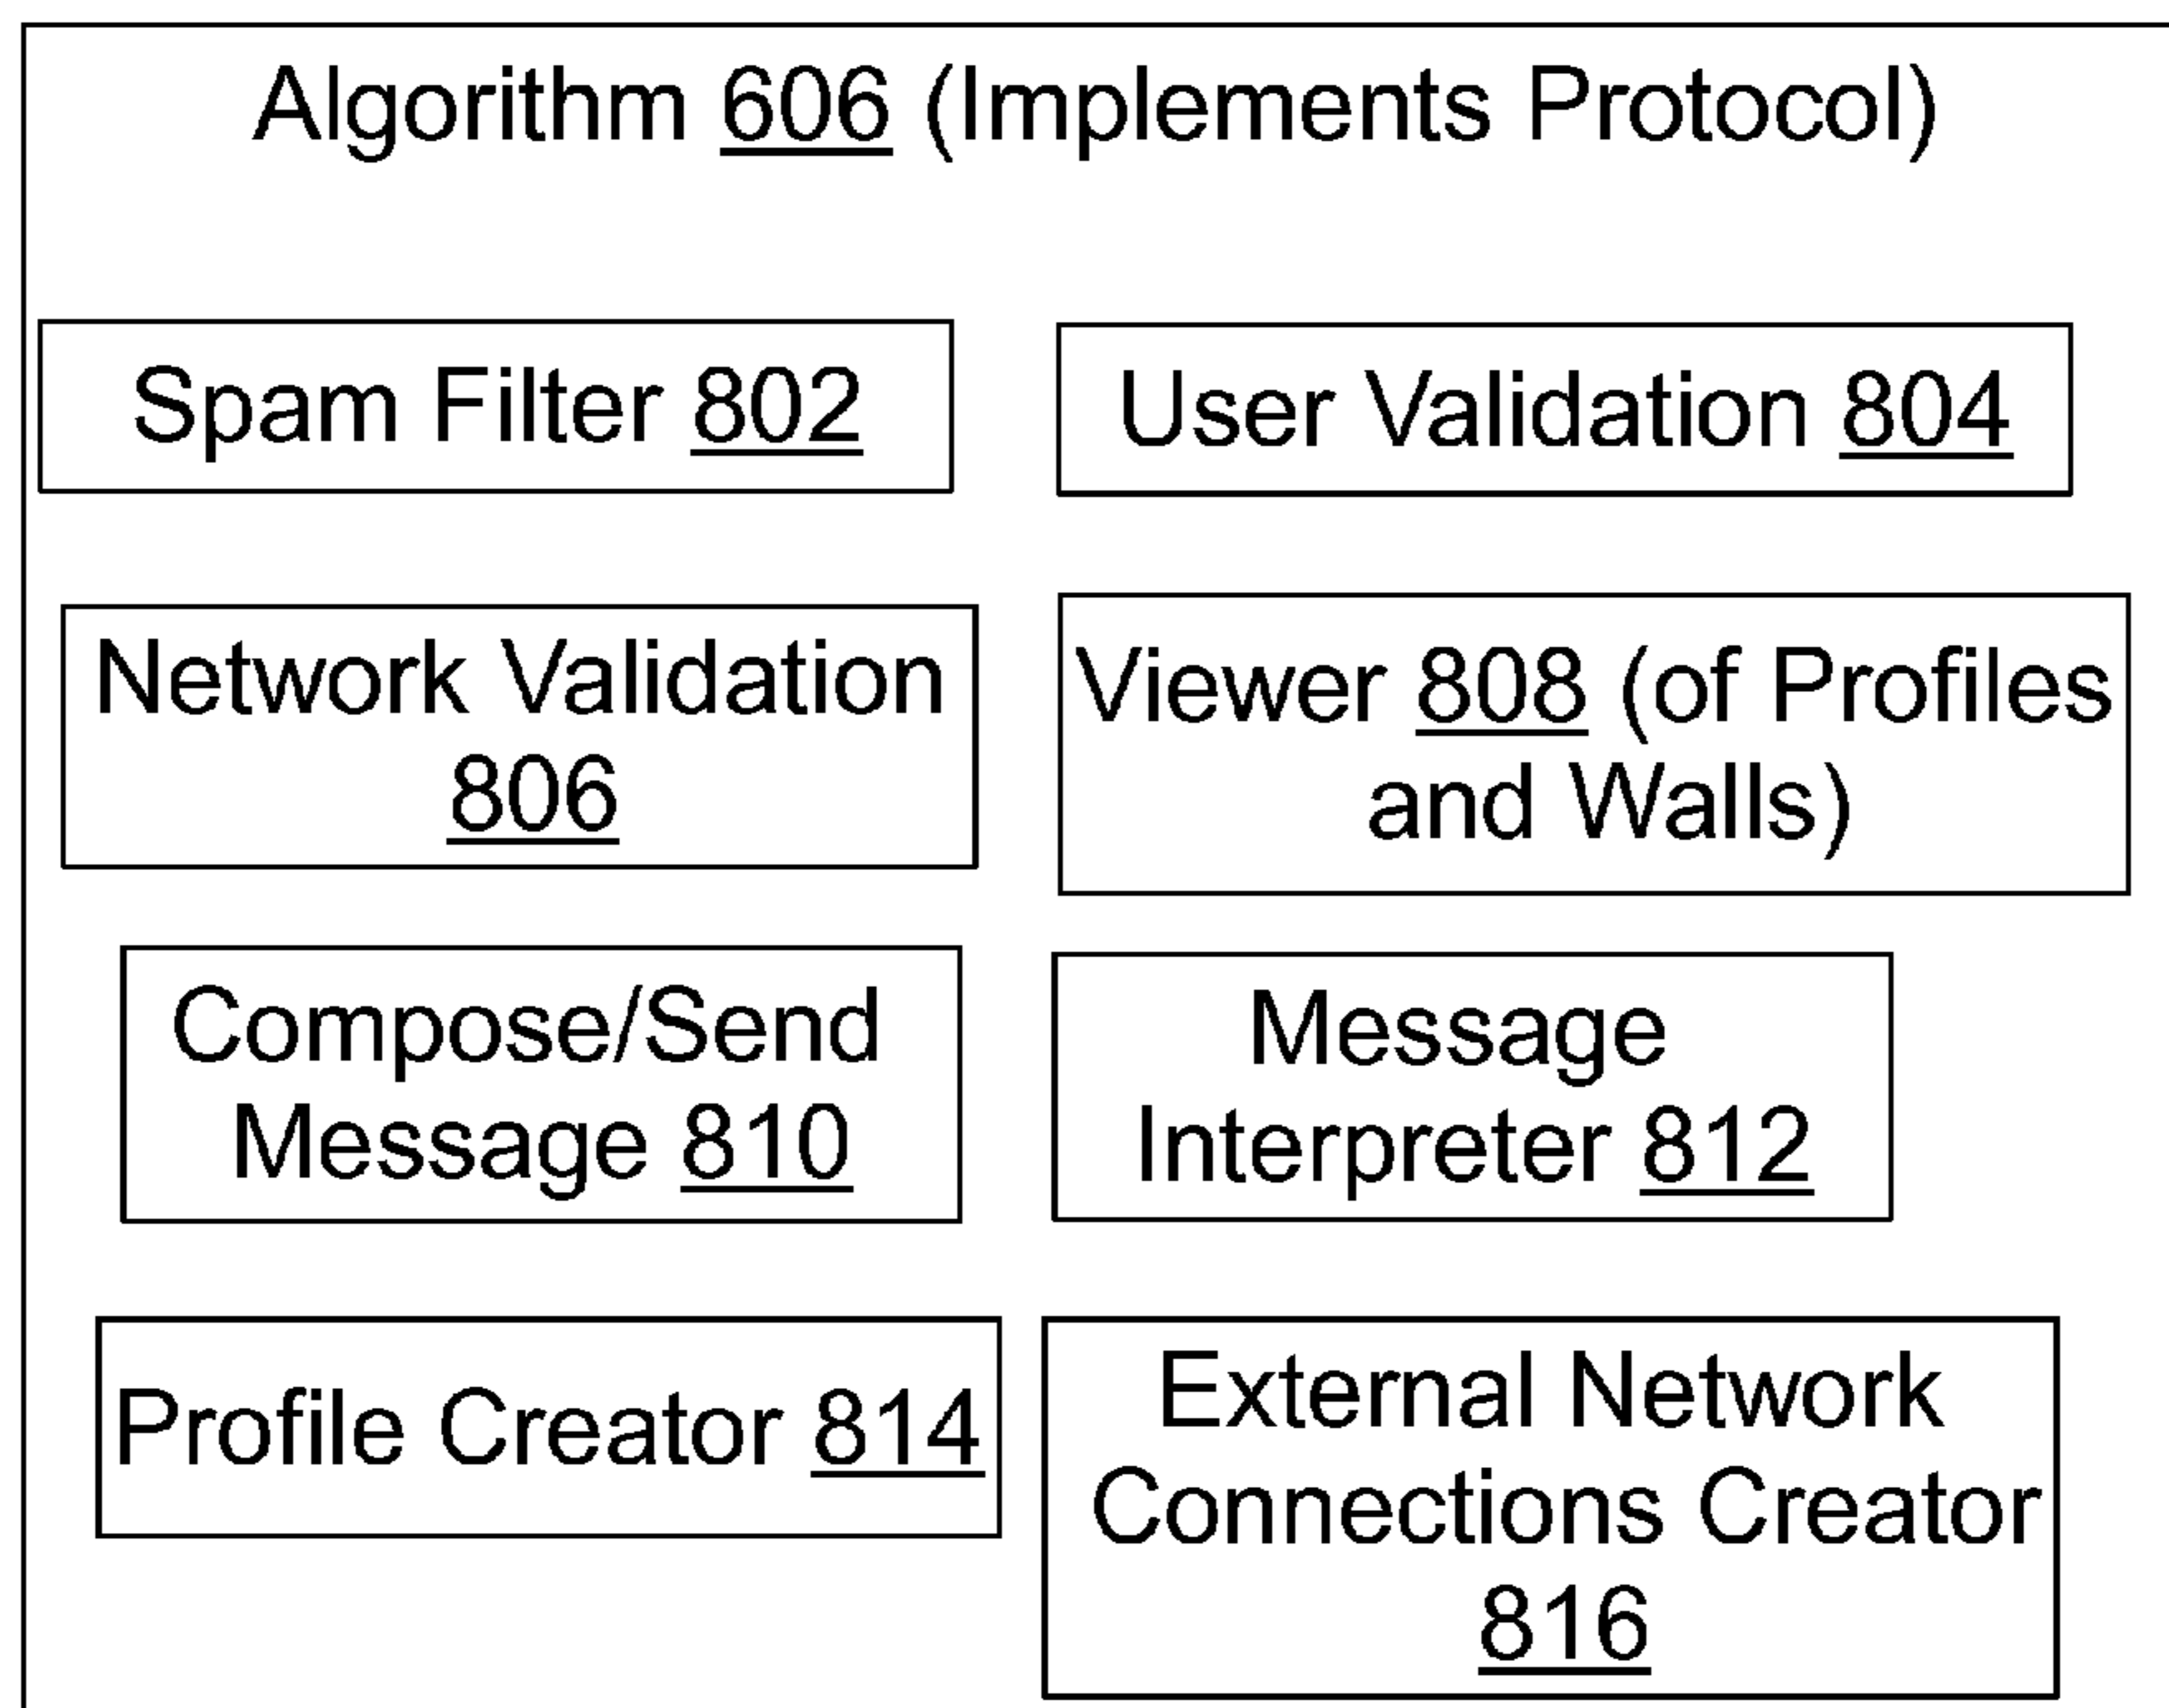 Algorithm 606 (Implements Protocol)
Spam Filter 802
User Validation 804
Network Validation
806
Viewer 808 (of Profiles
and Walls)
Compose/Send
Message 810
Message
Interpreter 812
Profile Creator 814
External Network
Connections Creator
816